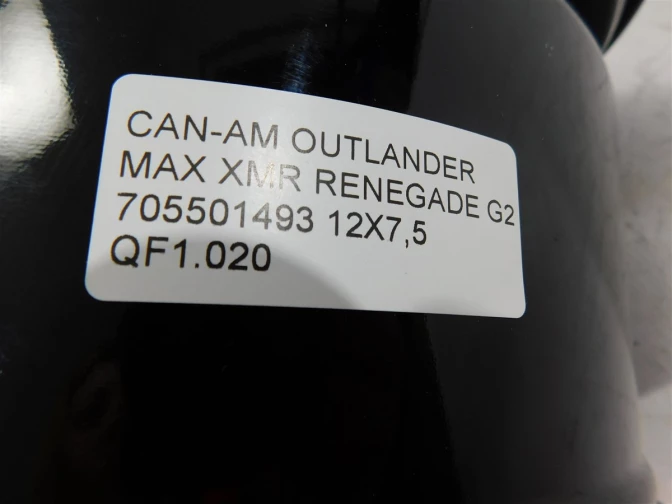 CAN-AM OUTLANDER
MAX XMR RENEGADE G2
705501493 12X7,5
QF1.020